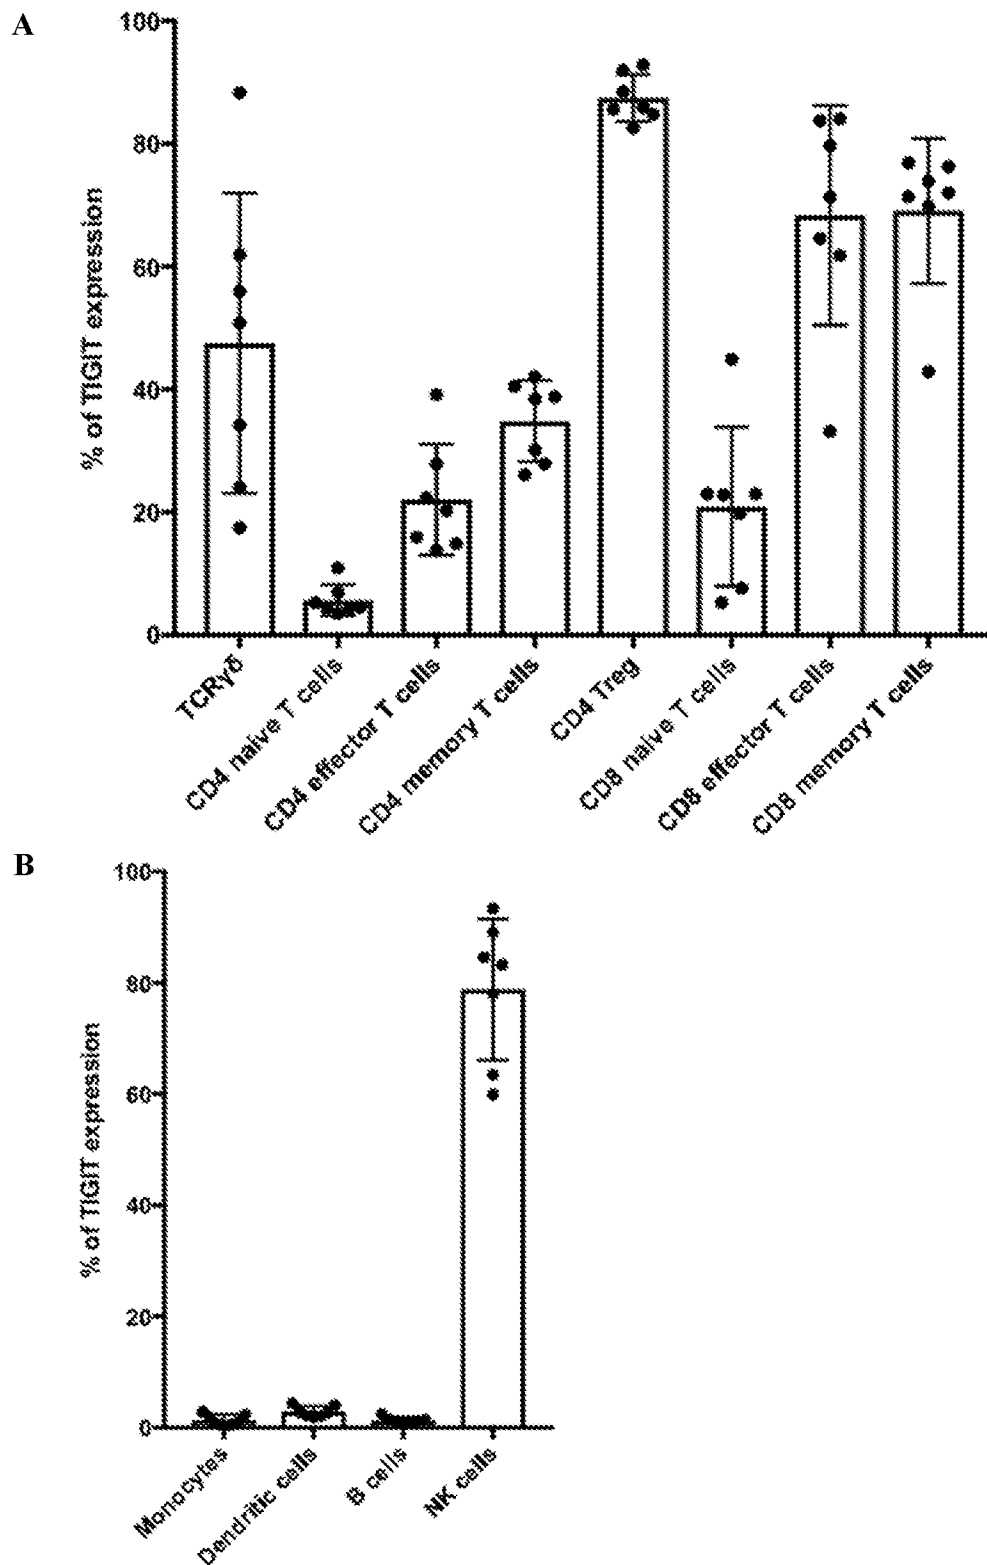 A
100
80
60
40
20
0
% of TIGIT expression
TCRγδ
CD4 naive T cells
CD4 effector T cells
CD4 memory T cells
CD4 Treg
CD8 naive T cells
CD8 effector T cells
CD8 memory T cells
B
100
80
60
40
20
0
% of TIGIT expression
Monocytes
Dendritic cells
B cells
NK cells